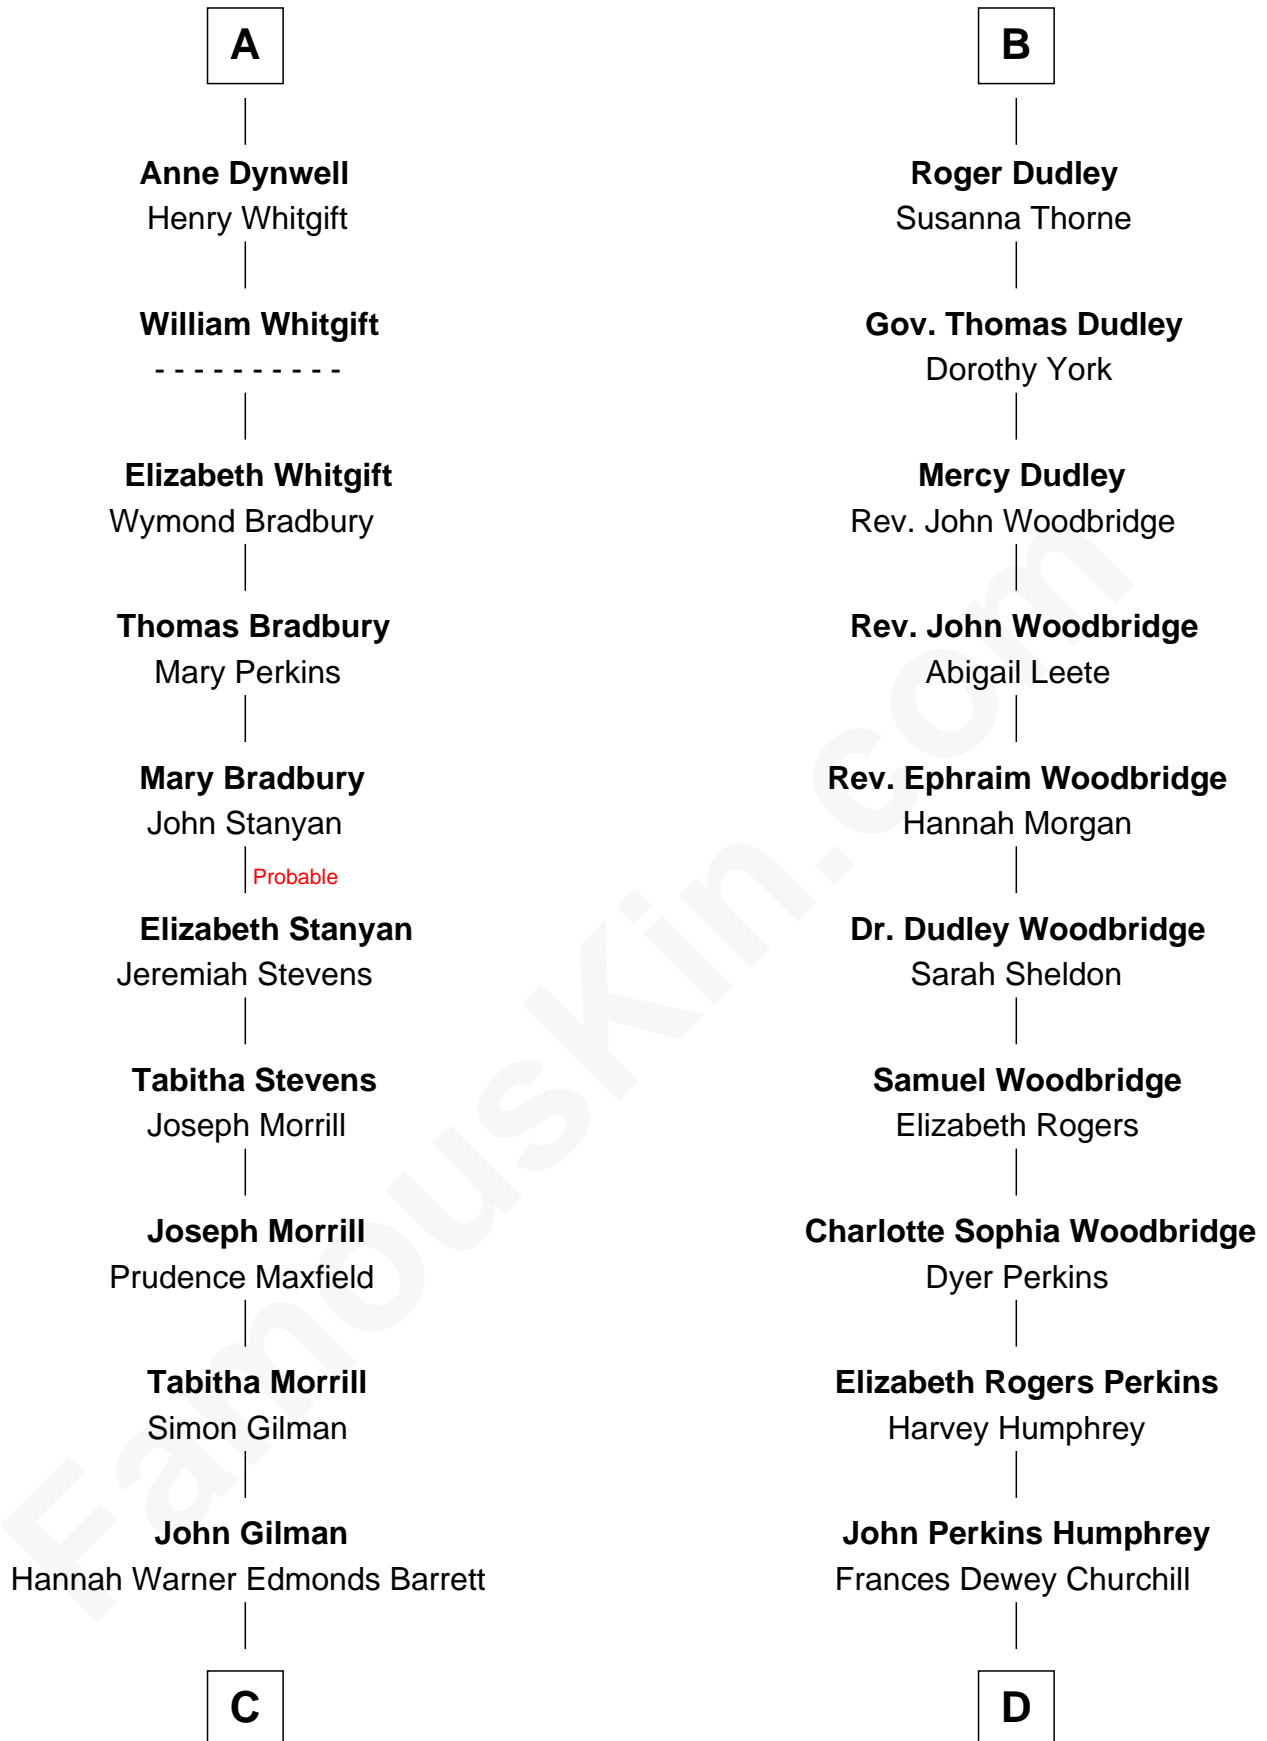 A
Anne Dynwell
Henry Whitgift
William Whitgift
- - - - - - - - - -
Elizabeth Whitgift
Wymond Bradbury
Thomas Bradbury
Mary Perkins
Mary Bradbury
John Stanyan
Probable
Elizabeth Stanyan
Jeremiah Stevens
Tabitha Stevens
Joseph Morrill
Joseph Morrill
Prudence Maxfield
Tabitha Morrill
Simon Gilman
John Gilman
Hannah Warner Edmonds Barrett
C
B
Roger Dudley
Susanna Thorne
Gov. Thomas Dudley
Dorothy York
Mercy Dudley
Rev. John Woodbridge
Rev. John Woodbridge
Abigail Leete
Rev. Ephraim Woodbridge
Hannah Morgan
Dr. Dudley Woodbridge
Sarah Sheldon
Samuel Woodbridge
Elizabeth Rogers
Charlotte Sophia Woodbridge
Dyer Perkins
Elizabeth Rogers Perkins
Harvey Humphrey
John Perkins Humphrey
Frances Dewey Churchill
D
FamousKin.com